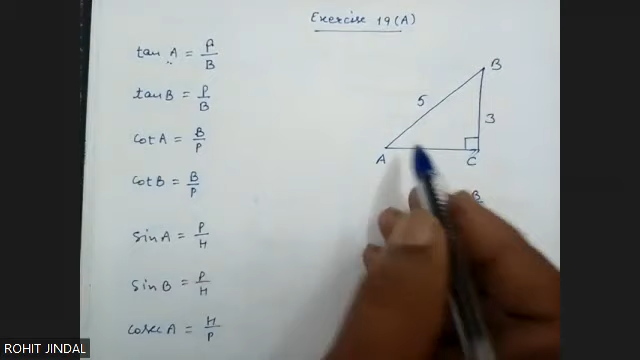 Exercise 19(A)
tan A = P/B
tan B = P/B
cot A = B/P
cot B = B/P
sin A = P/H
sin B = P/H
cosec A = H/P
B
5
3
A
C
B
ROHIT JINDAL